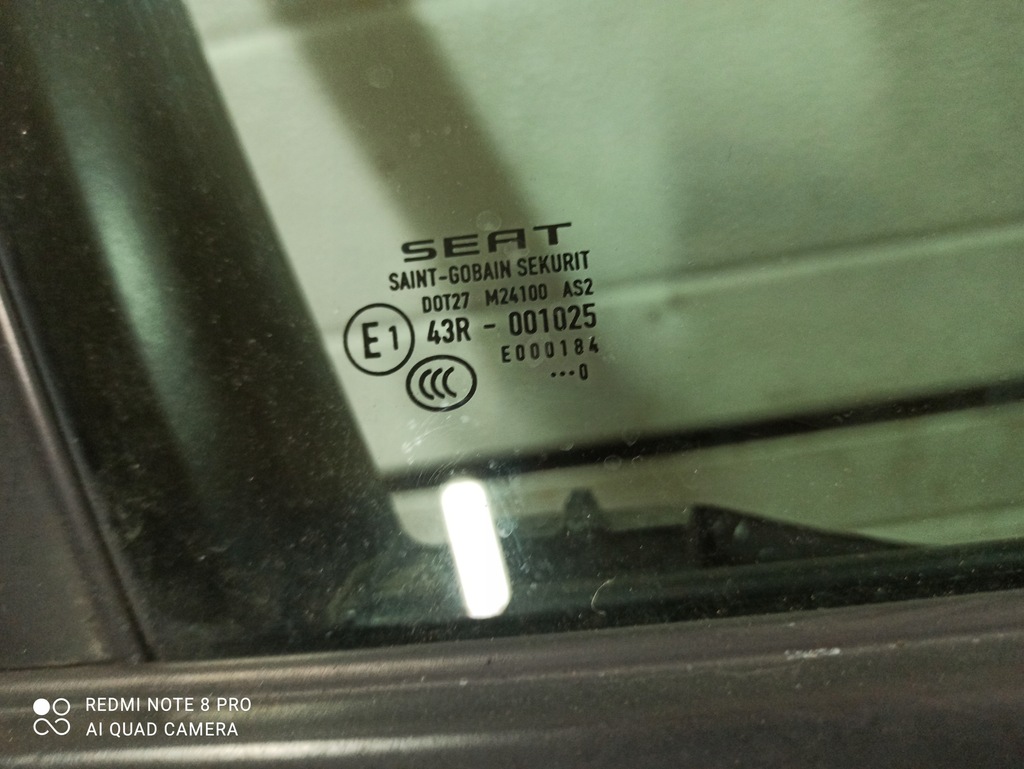 SEAT
SAINT-GOBAIN SEKURIT
DOT27 M24100 AS2
E1 43R - 001025
E000184
CCC ···0
REDMI NOTE 8 PRO
AI QUAD CAMERA